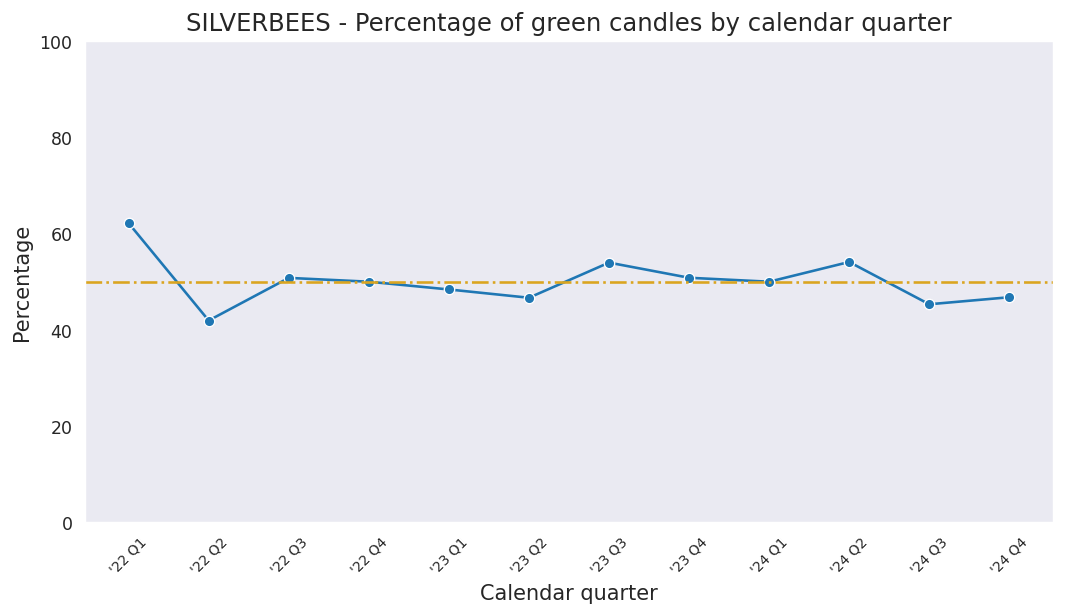 SILVERBEES - Percentage of green candles by calendar quarter
100
80
60
40
20
0
Percentage
'22 Q1
'22 Q2
'22 Q3
'22 Q4
'23 Q1
'23 Q2
'23 Q3
'23 Q4
'24 Q1
'24 Q2
'24 Q3
'24 Q4
Calendar quarter